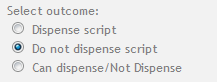 Select outcome:
Dispense script
Do not dispense script
Can dispense/Not Dispense